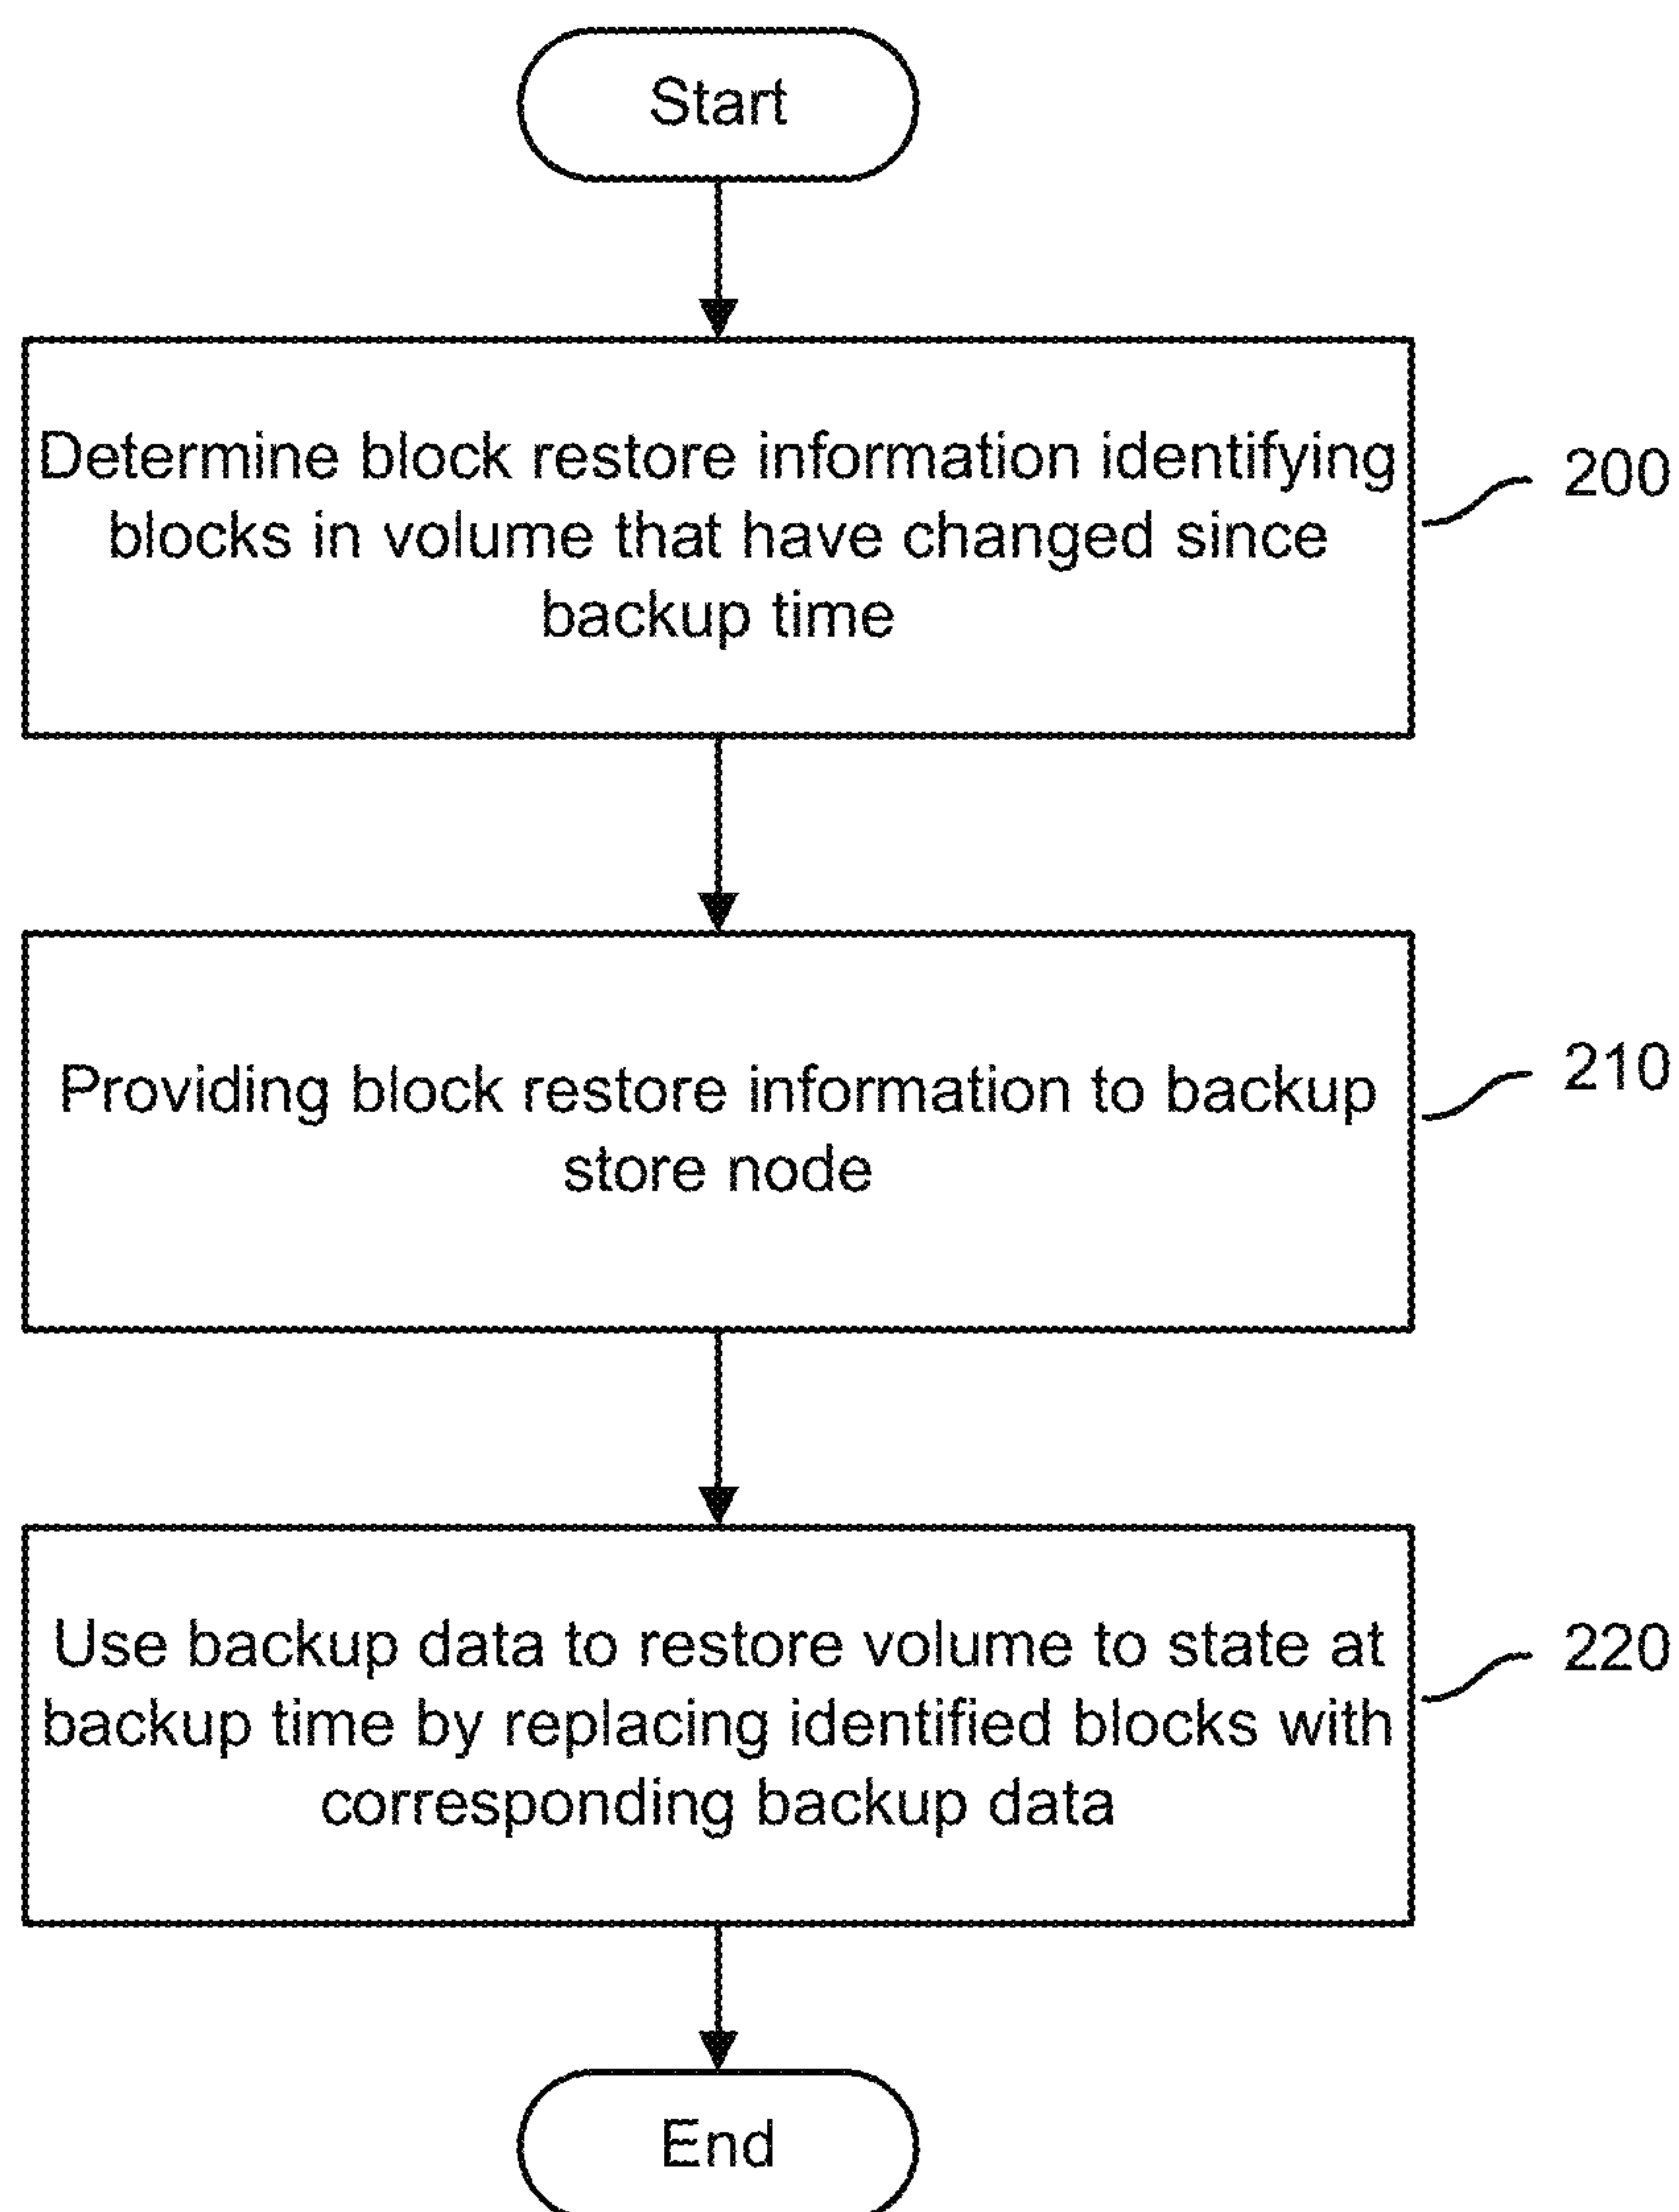 Start
Determine block restore information identifying
blocks in volume that have changed since
backup time
200
Providing block restore information to backup
store node
210
Use backup data to restore volume to state at
backup time by replacing identified blocks with
corresponding backup data
220
End